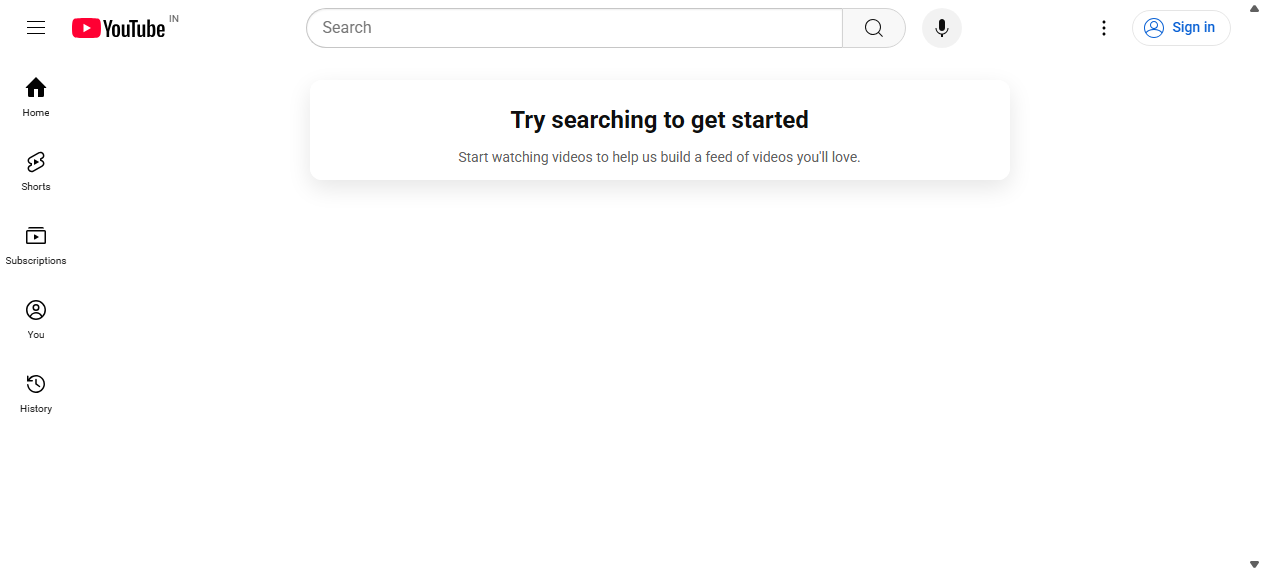 YouTube IN
Search
Sign in
Home
Shorts
Subscriptions
You
History
Try searching to get started
Start watching videos to help us build a feed of videos you'll love.